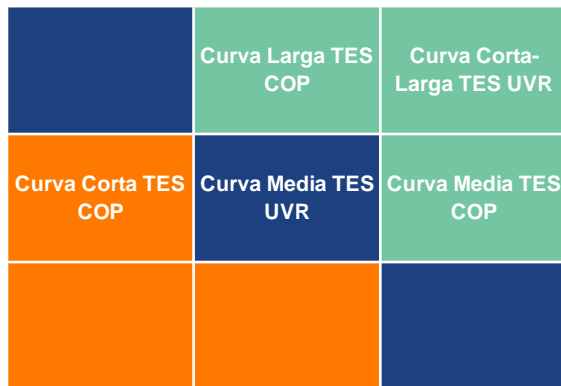 Curva Larga TES
COP
Curva Corta-
Larga TES UVR
Curva Corta TES
COP
Curva Media TES
UVR
Curva Media TES
COP